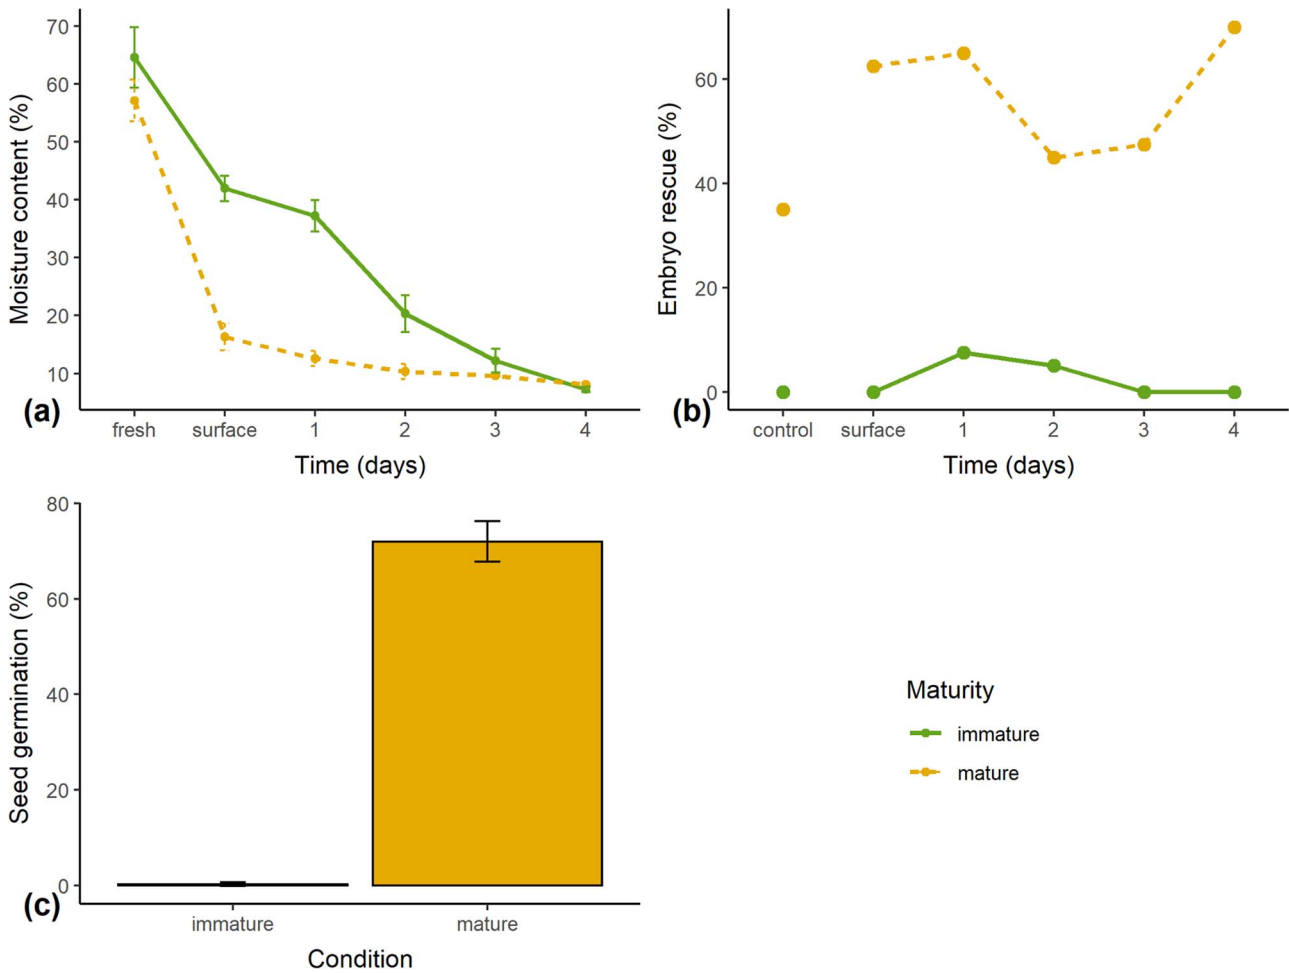 70
60
50
40
30
20
10
Moisture content (%)
(a)
fresh surface 1 2 3 4
Time (days)
60
40
20
0
Embryo rescue (%)
(b)
control surface 1 2 3 4
Time (days)
80
60
40
20
0
Seed germination (%)
(c)
immature mature
Condition
Maturity
immature
mature